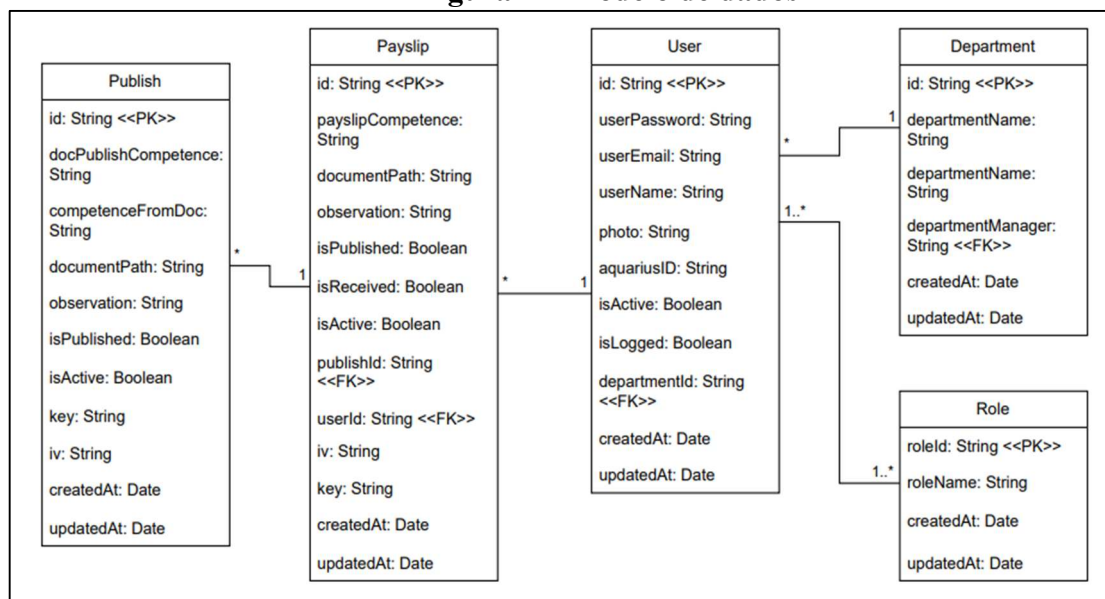 Publish
id: String <<PK>>
docPublishCompetence:
String
competenceFromDoc:
String
documentPath: String
observation: String
isPublished: Boolean
isActive: Boolean
key: String
iv: String
createdAt: Date
updatedAt: Date
*
1
Payslip
id: String <<PK>>
payslipCompetence:
String
documentPath: String
observation: String
isPublished: Boolean
isReceived: Boolean
isActive: Boolean
publishId: String
<<FK>>
userId: String <<FK>>
iv: String
key: String
createdAt: Date
updatedAt: Date
*
1
User
id: String <<PK>>
userPassword: String
userEmail: String
userName: String
photo: String
aquariusID: String
isActive: Boolean
isLogged: Boolean
departmentId: String
<<FK>>
createdAt: Date
updatedAt: Date
*
1
1..*
1..*
Department
id: String <<PK>>
departmentName:
String
departmentName:
String
departmentManager:
String <<FK>>
createdAt: Date
updatedAt: Date
Role
roleId: String <<PK>>
roleName: String
createdAt: Date
updatedAt: Date